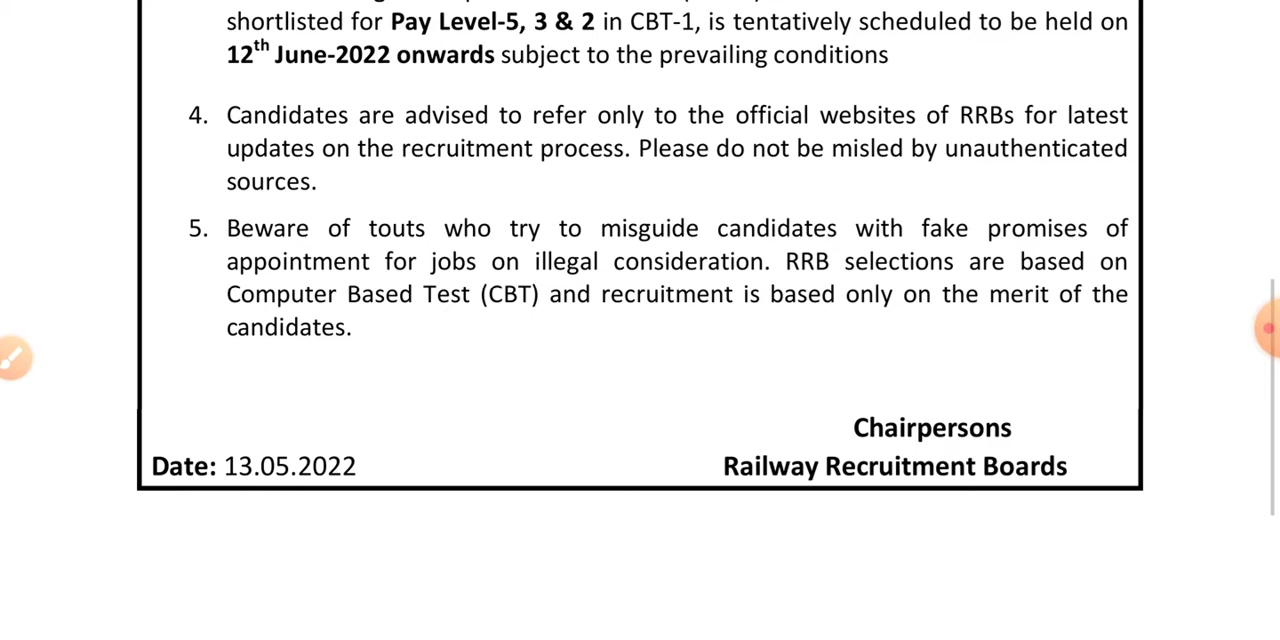 shortlisted for Pay Level-5, 3 & 2 in CBT-1, is tentatively scheduled to be held on
12th June-2022 onwards subject to the prevailing conditions
4. Candidates are advised to refer only to the official websites of RRBs for latest
updates on the recruitment process. Please do not be misled by unauthenticated
sources.
5. Beware of touts who try to misguide candidates with fake promises of
appointment for jobs on illegal consideration. RRB selections are based on
Computer Based Test (CBT) and recruitment is based only on the merit of the
candidates.
Chairpersons
Date: 13.05.2022 Railway Recruitment Boards